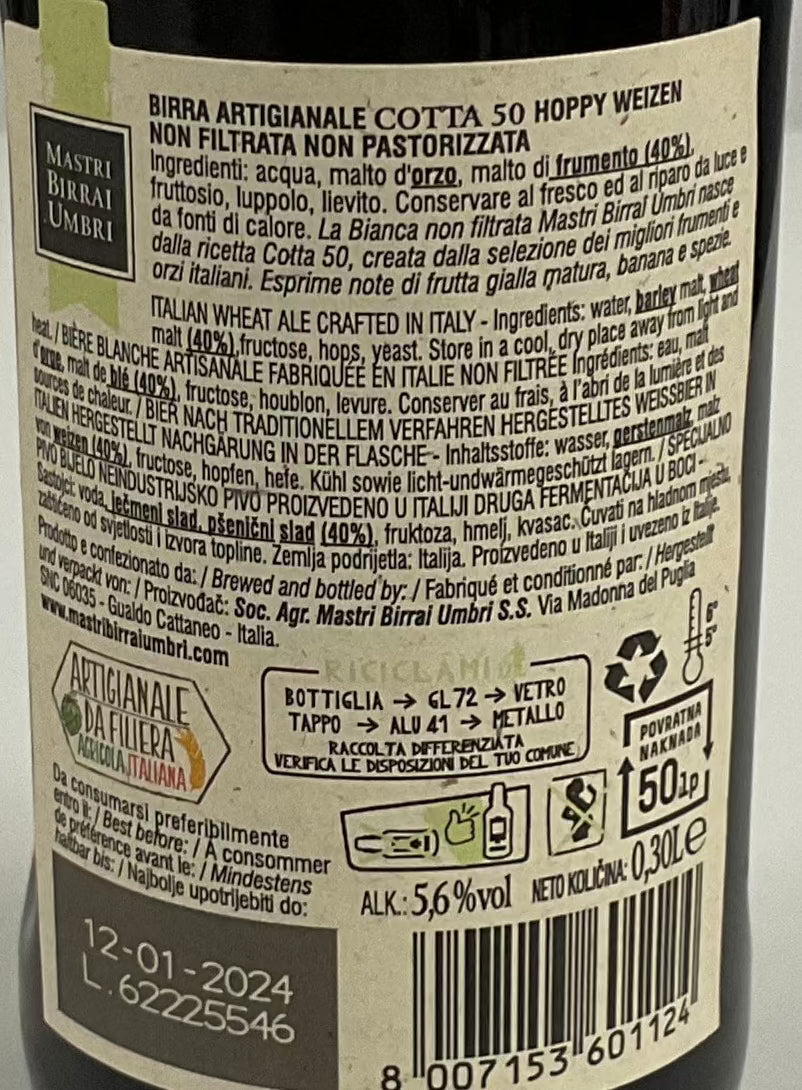 MASTRI
BIRRAI
UMBRI
BIRRA ARTIGIANALE COTTA 50 HOPPY WEIZEN
NON FILTRATA NON PASTORIZZATA
Ingredienti: acqua, malto d'orzo, malto di frumento (40%),
fruttosio, luppolo, lievito. Conservare al fresco ed al riparo da luce e
da fonti di calore. La Bianca non filtrata Mastri Birrai Umbri nasce
dalla ricetta Cotta 50, creata dalla selezione dei migliori frumenti e
orzi italiani. Esprime note di frutta gialla matura, banana e spezie.
ITALIAN WHEAT ALE CRAFTED IN ITALY - Ingredients: water, barley malt, wheat
malt (40%), fructose, hops, yeast. Store in a cool, dry place away from light and
heat. / BIÈRE BLANCHE ARTISANALE FABRIQUÉE EN ITALIE NON FILTRÉE Ingrédients: eau, malt
d'orge, malt de blé (40%), fructose, houblon, levure. Conserver au frais, à l'abri de la lumière et des
sources de chaleur. / BIER NACH TRADITIONELLEM VERFAHREN HERGESTELLTES WEISSBIER IN
ITALIEN HERGESTELLT NACHGÄRUNG IN DER FLASCHE - Inhaltsstoffe: wasser, gerstenmalz, malz
von weizen (40%), fructose, hopfen, hefe. Kühl sowie licht-undwärmegeschützt lagern. / SPECIJALNO
PIVO BIJELO NEINDUSTRIJSKO PIVO PROIZVEDENO U ITALIJI DRUGA FERMENTACIJA U BOCI -
Sastojci: voda, ječmeni slad, pšenični slad (40%), fruktoza, hmelj, kvasac. Čuvati na hladnom mjestu,
zaštićeno od svjetlosti i izvora topline. Zemlja podrijetla: Italija. Proizvedeno u Italiji i uvezeno iz Italije.
Prodotto e confezionato da: / Brewed and bottled by: / Fabriqué et conditionné par: / Hergestellt
und verpackt von: / Proizvođač: Soc. Agr. Mastri Birrai Umbri S.S. Via Madonna del Puglia
SNC 06035 - Gualdo Cattaneo - Italia.
www.mastribirraiumbri.com
ARTIGIANALE
DA FILIERA
AGRICOLA ITALIANA
RICICLAMI
BOTTIGLIA → GL 72 → VETRO
TAPPO → ALU 41 → METALLO
RACCOLTA DIFFERENZIATA
VERIFICA LE DISPOSIZIONI DEL TUO COMUNE
6°
5°
POVRATNA
NAKNADA
50 lp
Da consumarsi preferibilmente
entro il: / Best before: / À consommer
de préférence avant le: / Mindestens
haltbar bis: / Najbolje upotrijebiti do:
ALK.: 5,6%vol NETO KOLIČINA: 0,30L e
12-01-2024
L.62225546
8 007153 601124